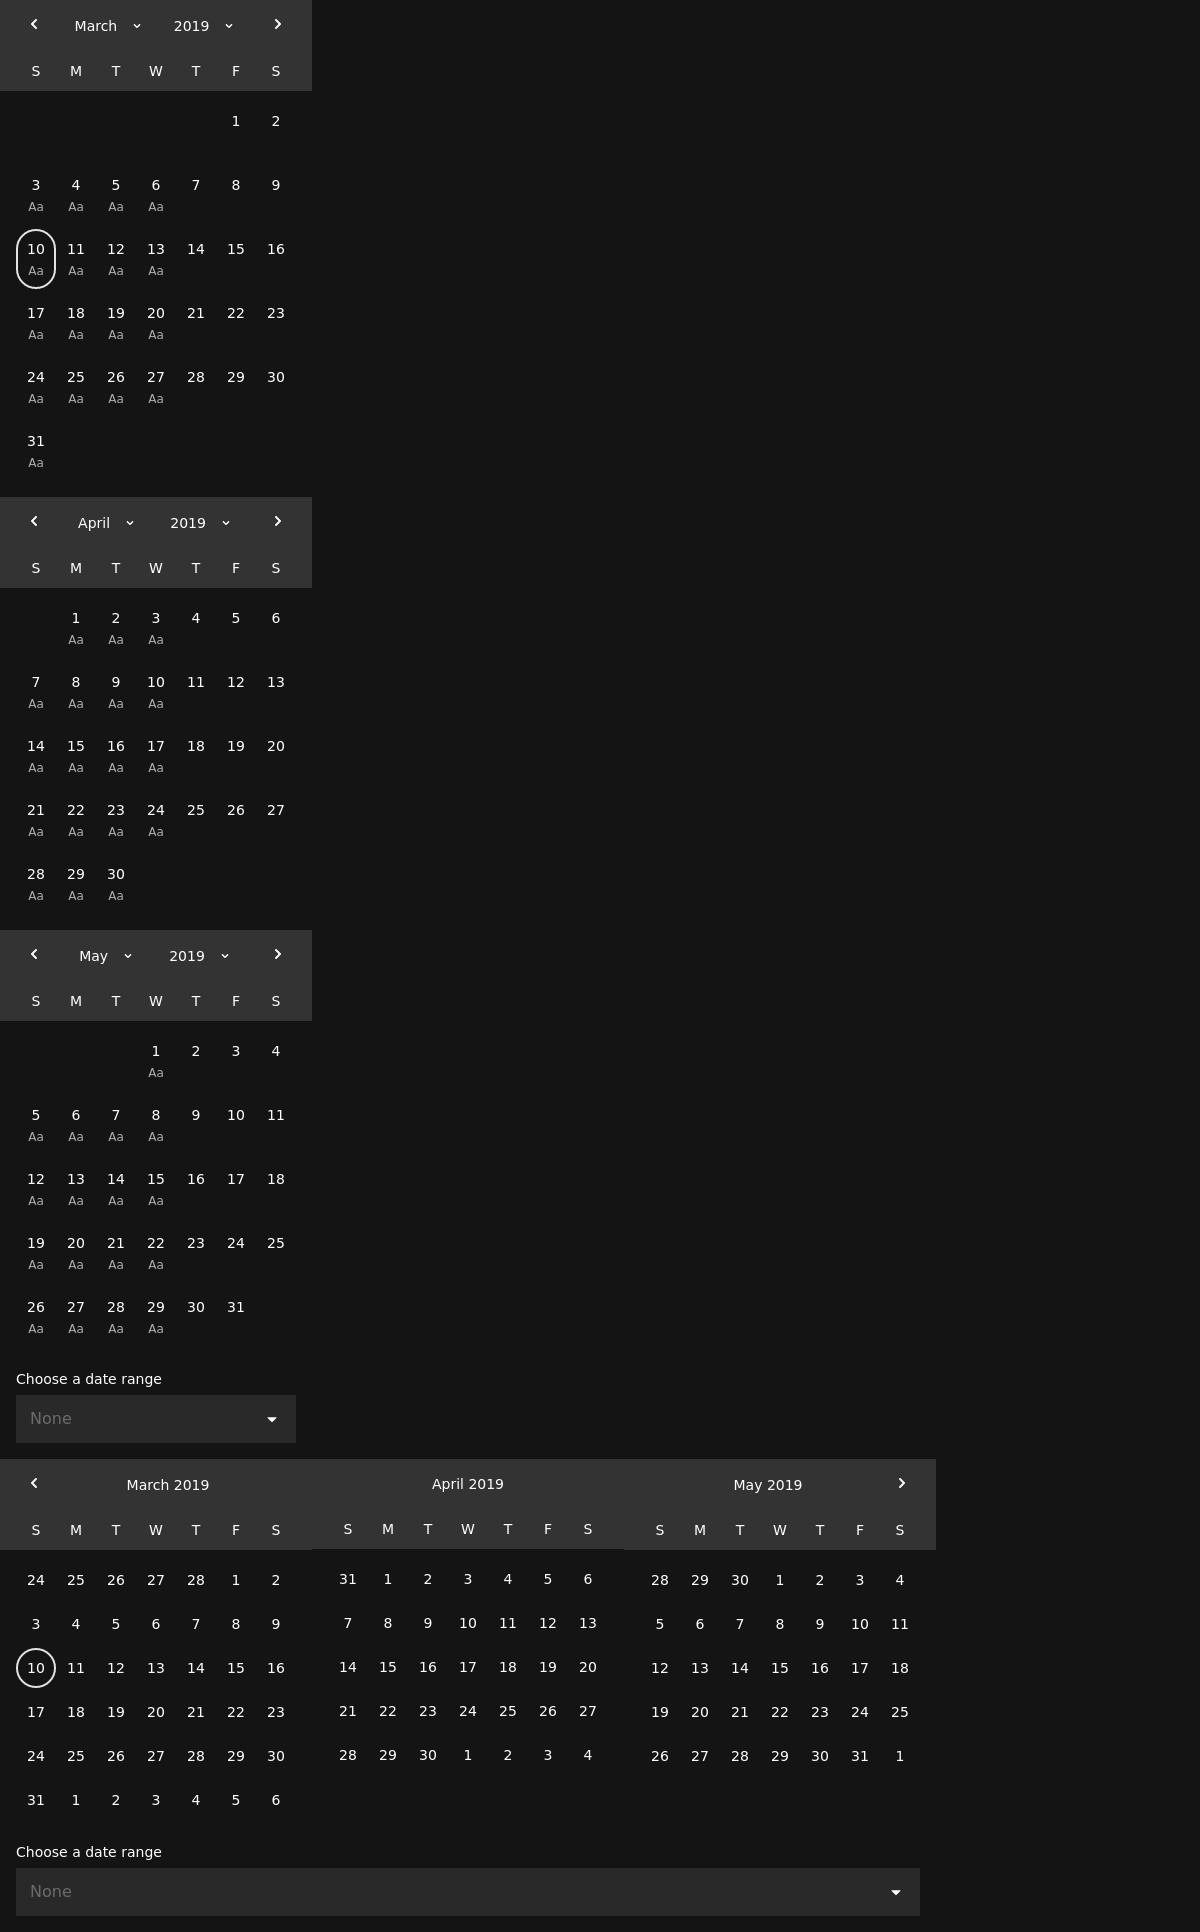 March 2019
S M T W T F S
1 2
3 4 5 6 7 8 9
Aa Aa Aa Aa
10 11 12 13 14 15 16
Aa Aa Aa Aa
17 18 19 20 21 22 23
Aa Aa Aa Aa
24 25 26 27 28 29 30
Aa Aa Aa Aa
31
Aa
April 2019
S M T W T F S
1 2 3 4 5 6
Aa Aa Aa
7 8 9 10 11 12 13
Aa Aa Aa Aa
14 15 16 17 18 19 20
Aa Aa Aa Aa
21 22 23 24 25 26 27
Aa Aa Aa Aa
28 29 30
Aa Aa Aa
May 2019
S M T W T F S
1 2 3 4
Aa
5 6 7 8 9 10 11
Aa Aa Aa Aa
12 13 14 15 16 17 18
Aa Aa Aa Aa
19 20 21 22 23 24 25
Aa Aa Aa Aa
26 27 28 29 30 31
Aa Aa Aa Aa
Choose a date range
None
March 2019
S M T W T F S
24 25 26 27 28 1 2
3 4 5 6 7 8 9
10 11 12 13 14 15 16
17 18 19 20 21 22 23
24 25 26 27 28 29 30
31 1 2 3 4 5 6
April 2019
S M T W T F S
31 1 2 3 4 5 6
7 8 9 10 11 12 13
14 15 16 17 18 19 20
21 22 23 24 25 26 27
28 29 30 1 2 3 4
May 2019
S M T W T F S
28 29 30 1 2 3 4
5 6 7 8 9 10 11
12 13 14 15 16 17 18
19 20 21 22 23 24 25
26 27 28 29 30 31 1
Choose a date range
None